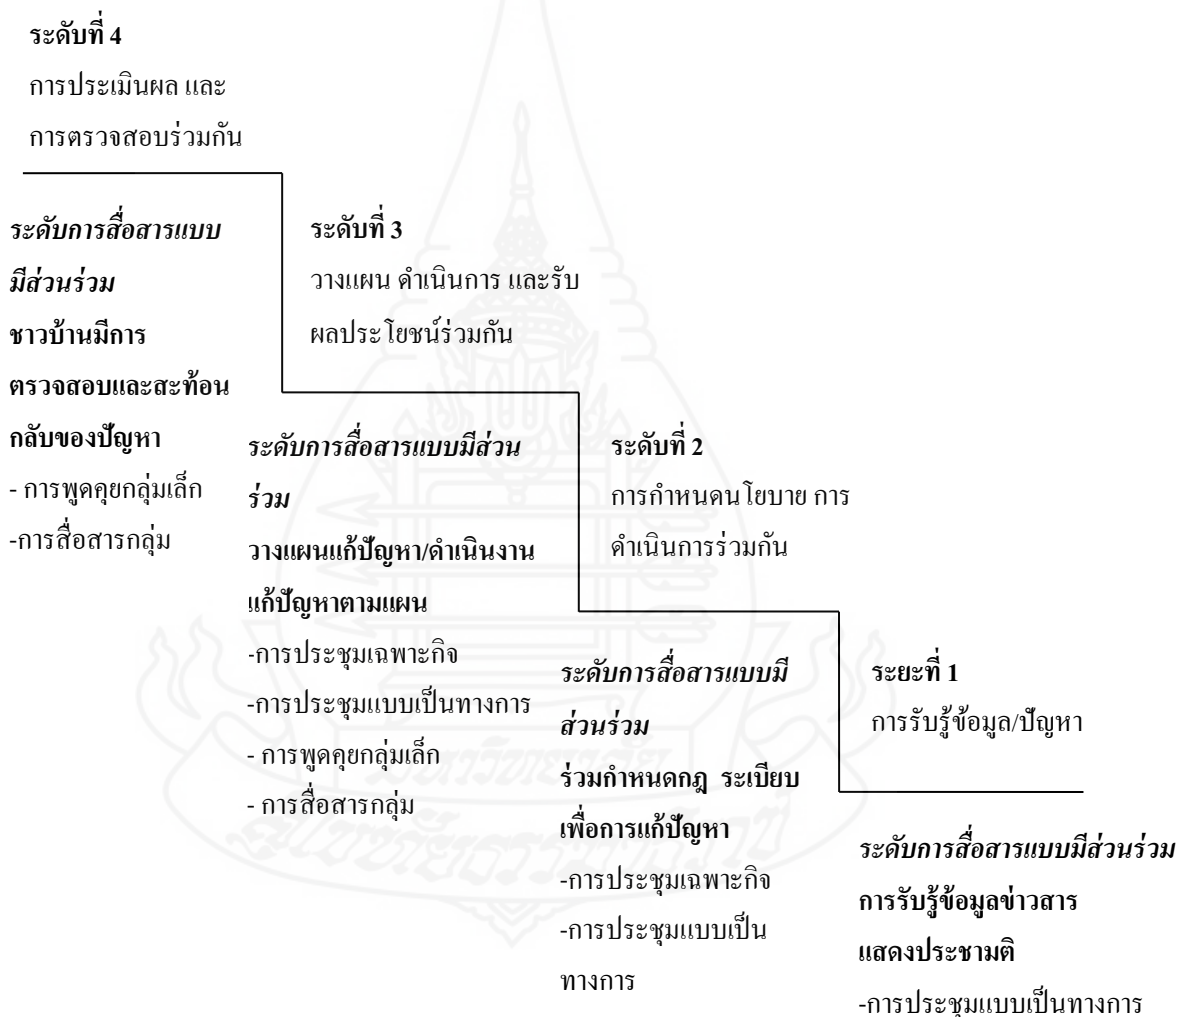 ระดับที่ 4
การประเมินผล และ
การตรวจสอบร่วมกัน
ระดับการสื่อสารแบบ
มีส่วนร่วม
ชาวบ้านมีการ
ตรวจสอบและสะท้อน
กลับของปัญหา
- การพูดคุยกลุ่มเล็ก
-การสื่อสารกลุ่ม
ระดับที่ 3
วางแผน ดำเนินการ และรับ
ผลประโยชน์ร่วมกัน
ระดับการสื่อสารแบบมีส่วน
ร่วม
วางแผนแก้ปัญหา/ดำเนินงาน
แก้ปัญหาตามแผน
-การประชุมเฉพาะกิจ
-การประชุมแบบเป็นทางการ
- การพูดคุยกลุ่มเล็ก
- การสื่อสารกลุ่ม
ระดับที่ 2
การกำหนดนโยบาย การ
ดำเนินการร่วมกัน
ระดับการสื่อสารแบบมี
ส่วนร่วม
ร่วมกำหนดกฎ ระเบียบ
เพื่อการแก้ปัญหา
-การประชุมเฉพาะกิจ
-การประชุมแบบเป็น
ทางการ
ระยะที่ 1
การรับรู้ข้อมูล/ปัญหา
ระดับการสื่อสารแบบมีส่วนร่วม
การรับรู้ข้อมูลข่าวสาร
แสดงประชามติ
-การประชุมแบบเป็นทางการ
มหาวิทยาลัย
สุโขทัยธรรมาธิราช